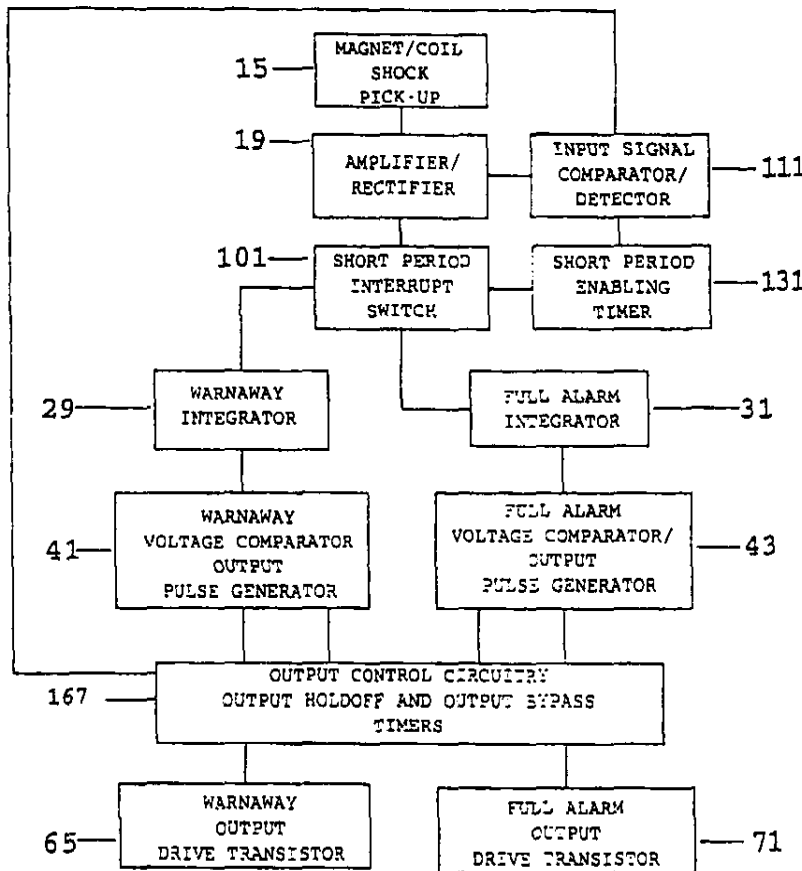 MAGNET/COIL
SHOCK
PICK-UP
15
19
AMPLIFIER/
RECTIFIER
INPUT SIGNAL
COMPARATOR/
DETECTOR
111
101
SHORT PERIOD
INTERRUPT
SWITCH
SHORT PERIOD
ENABLING
TIMER
131
29
WARNAWAY
INTEGRATOR
FULL ALARM
INTEGRATOR
31
41
WARNAWAY
VOLTAGE COMPARATOR
OUTPUT
PULSE GENERATOR
FULL ALARM
VOLTAGE COMPARATOR/
OUTPUT
PULSE GENERATOR
43
167
OUTPUT CONTROL CIRCUITRY
OUTPUT HOLDOFF AND OUTPUT BYPASS
TIMERS
65
WARNAWAY
OUTPUT
DRIVE TRANSISTOR
FULL ALARM
OUTPUT
DRIVE TRANSISTOR
71